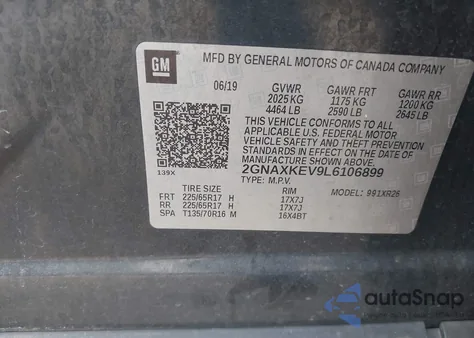 GM
MFD BY GENERAL MOTORS OF CANADA COMPANY
06/19 GVWR GAWR FRT GAWR RR
2025 KG 1175 KG 1200 KG
4464 LB 2590 LB 2645 LB
THIS VEHICLE CONFORMS TO ALL
APPLICABLE U.S. FEDERAL MOTOR
VEHICLE SAFETY, BUMPER, AND THEFT
PREVENTION STANDARDS IN EFFECT ON
THE DATE OF MANUFACTURE SHOWN ABOVE.
2GNAXKEV9L6106899
139X TYPE: M.P.V. MODEL: 991XR26
TIRE SIZE RIM
FRT 225/65R17 H 17X7J
RR 225/65R17 H 17X7J
SPA T135/70R16 M 16X4BT
autoSnap